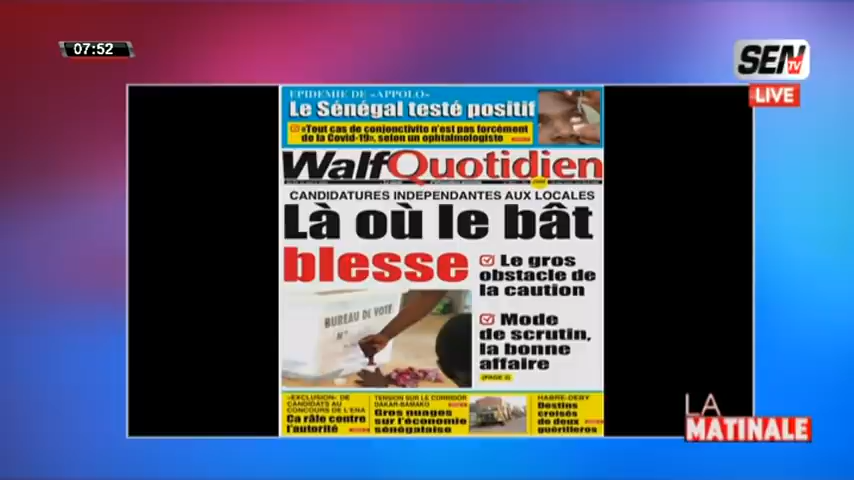 07:52
SEN TV
LIVE
EPIDEMIE DE «APPOLO»
Le Sénégal testé positif
«Tout cas de conjonctivite n'est pas forcément
de la Covid-19», selon un ophtalmologiste
WalfQuotidien
CANDIDATURES INDEPENDANTES AUX LOCALES
Là où le bât
blesse
Le gros
obstacle de
la caution
Mode
de scrutin,
la bonne
affaire
BUREAU DE VOTE
N°
«EXCLUSION» DE
CANDIDATS AU
CONCOURS DE L'ENA
Ca râle contre
l'autorité
TENSION SUR LE CORRIDOR
DAKAR-BAMAKO
Gros nuages
sur l'économie
sénégalaise
HABRE-DEBY
Destins
croisés
de deux
guérilleros
LA
MATINALE